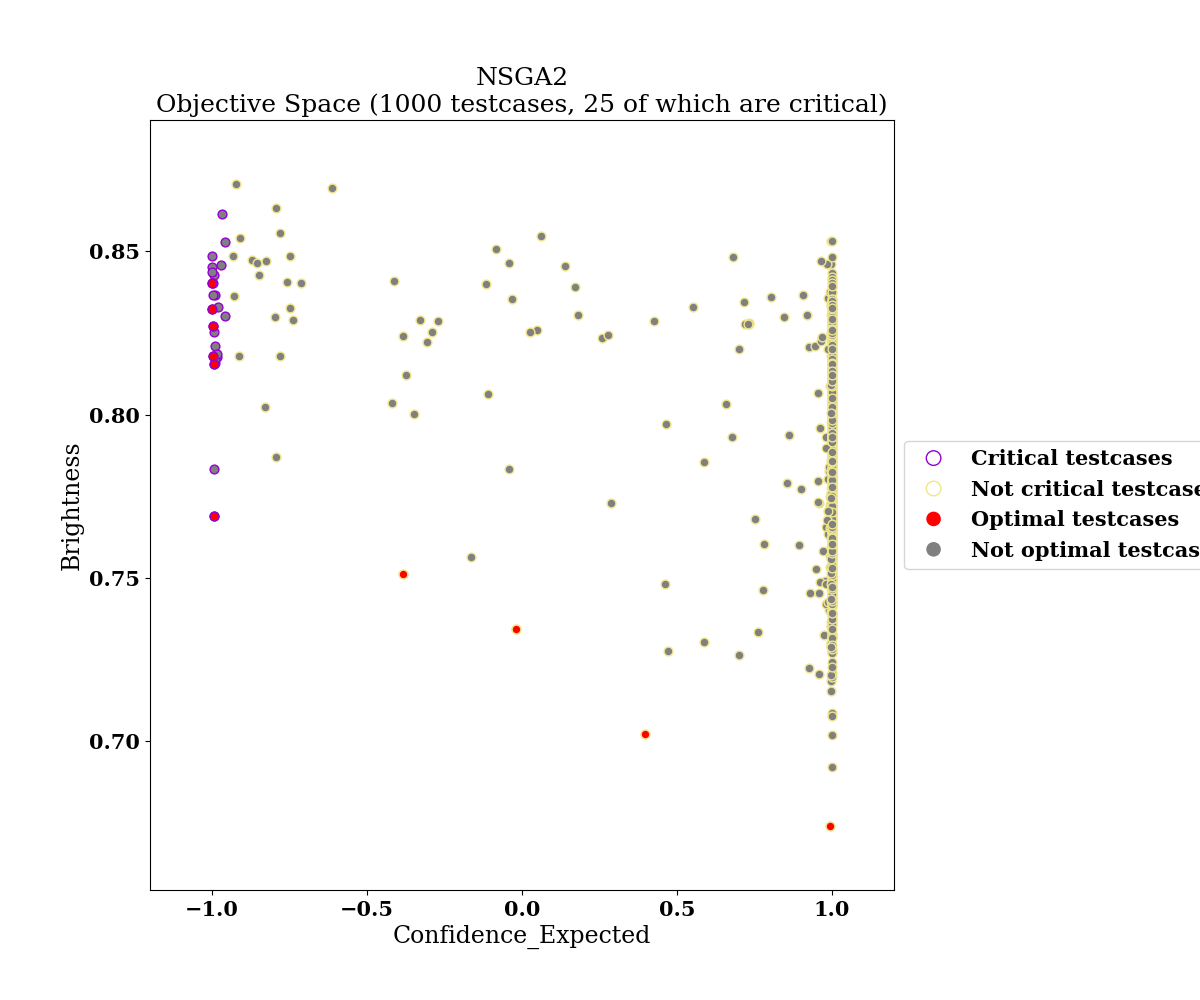 NSGA2
Objective Space (1000 testcases, 25 of which are critical)
0.85
0.80
0.75
0.70
Brightness
−1.0
−0.5
0.0
0.5
1.0
Confidence_Expected
Critical testcases
Not critical testcase
Optimal testcases
Not optimal testcas